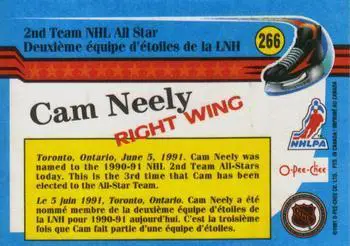 2nd Team NHL All Star
Deuxième équipe d'étoiles de la LNH
266
Cam Neely
RIGHT WING
NHLPA
O-Pee-Chee
Toronto, Ontario, June 5, 1991. Cam Neely
was named to the 1990-91 NHL 2nd All-Stars
today. This is the 3rd time that Cam has been
elected to the All-Star Team.
Le 5 juin 1991, Toronto, Ontario. Cam Neely a été
nommé membre de la deuxième équipe d'étoiles de
la LNH pour 1990-91 aujourd'hui. C'est la troisième
fois que Cam fait partie d'une équipe d'étoiles.